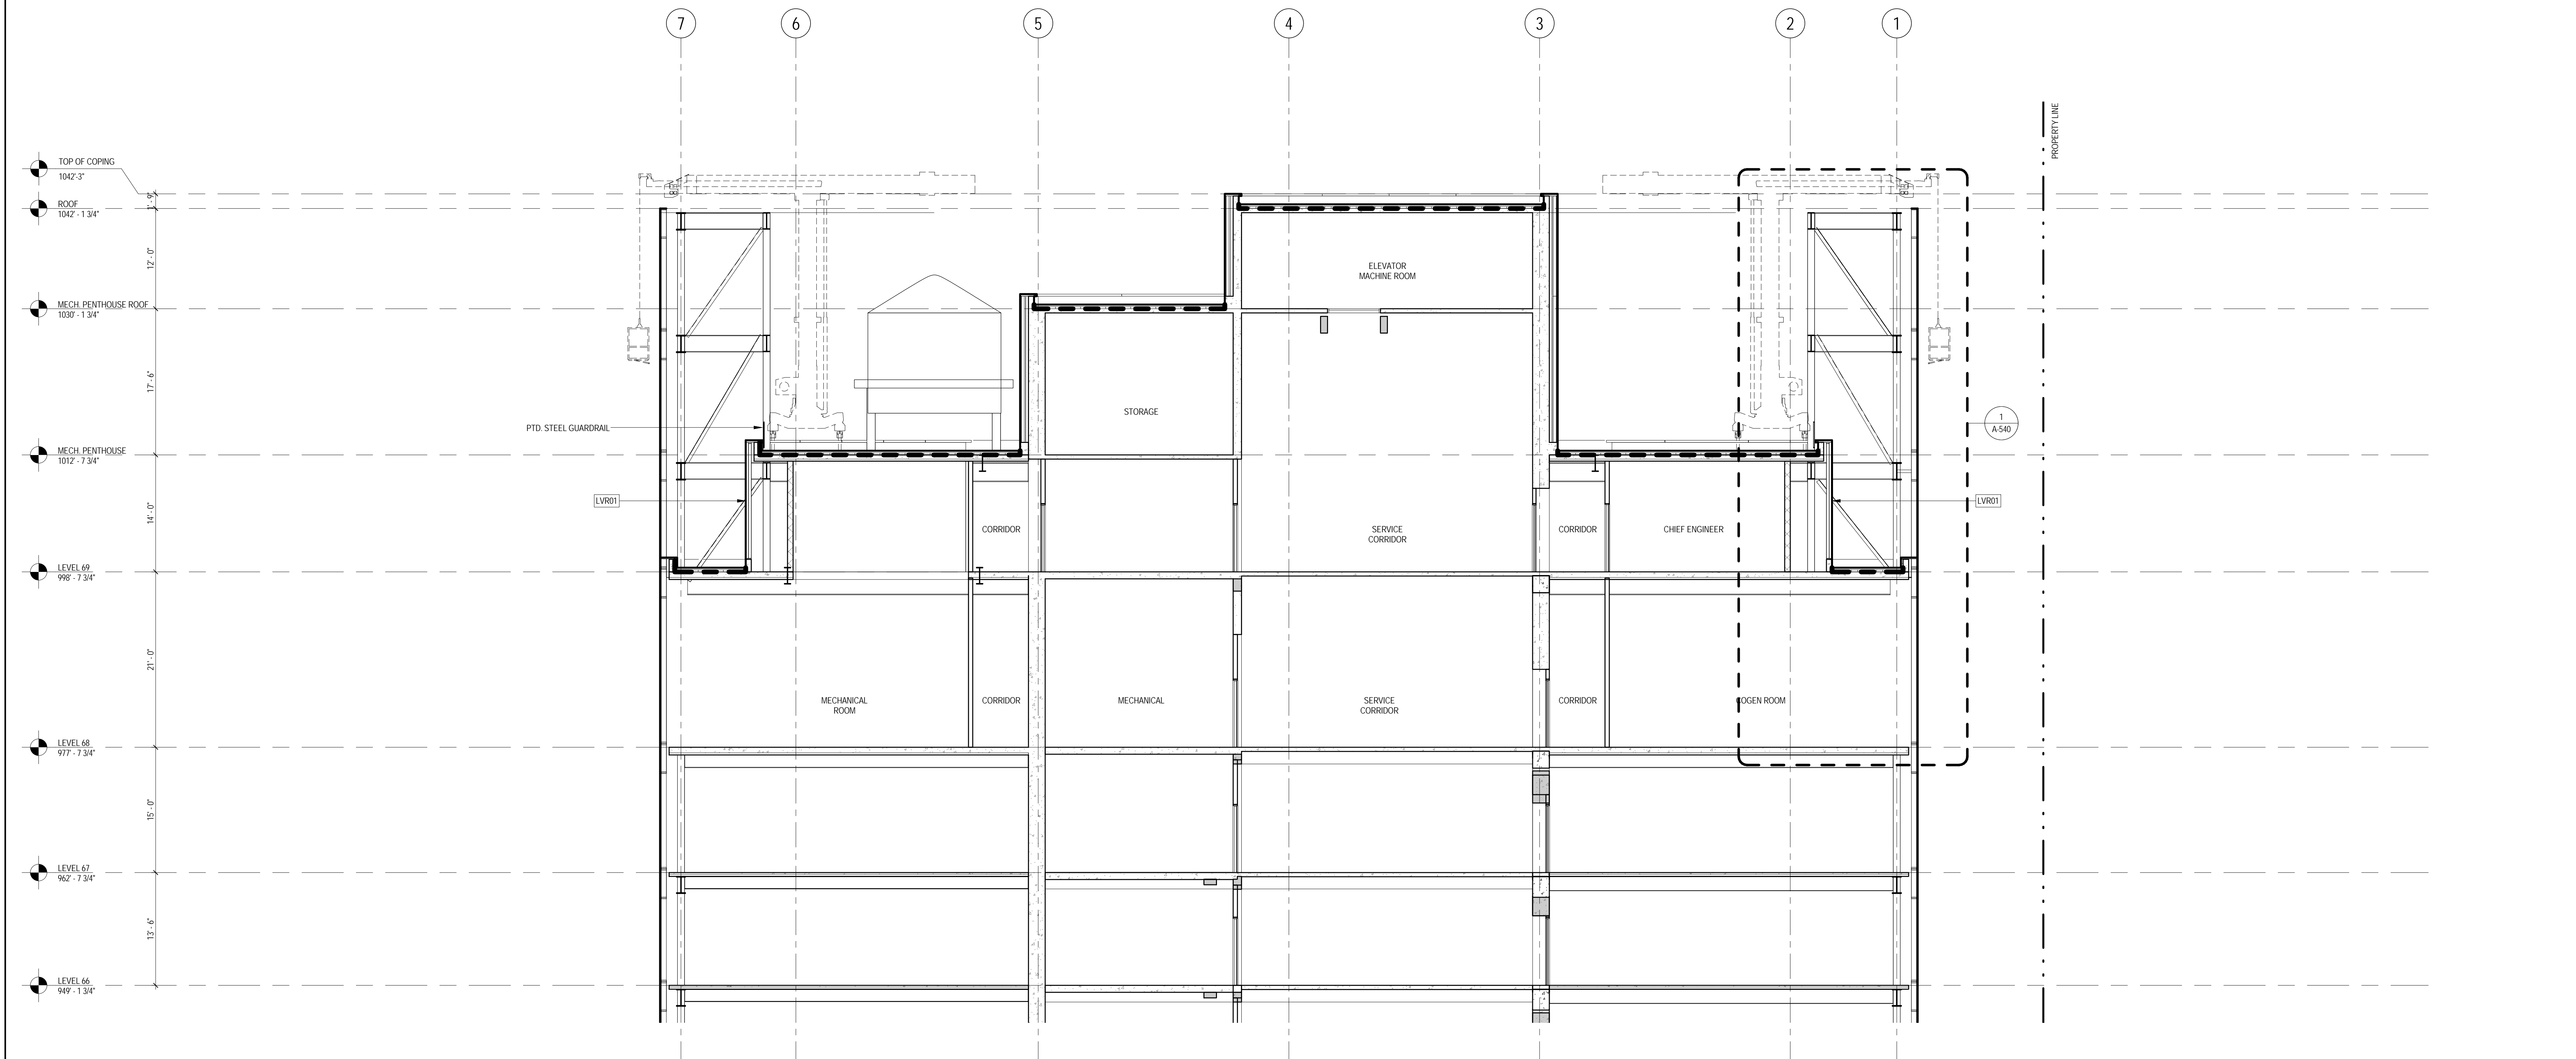 7
6
5
4
3
2
1
PROPERTY LINE
TOP OF COPING
1042'-3"
1' - 9"
ROOF
1042' - 1 3/4"
12' - 0"
ELEVATOR
MACHINE ROOM
MECH. PENTHOUSE ROOF
1030' - 1 3/4"
17' - 6"
STORAGE
PTD. STEEL GUARDRAIL
1
A-540
MECH. PENTHOUSE
1012' - 7 3/4"
LVR01
LVR01
14' - 0"
CORRIDOR
SERVICE
CORRIDOR
CORRIDOR
CHIEF ENGINEER
LEVEL 69
998' - 7 3/4"
21' - 0"
MECHANICAL
ROOM
CORRIDOR
MECHANICAL
SERVICE
CORRIDOR
CORRIDOR
COGEN ROOM
LEVEL 68
977' - 7 3/4"
15' - 0"
LEVEL 67
962' - 7 3/4"
13' - 6"
LEVEL 66
949' - 1 3/4"